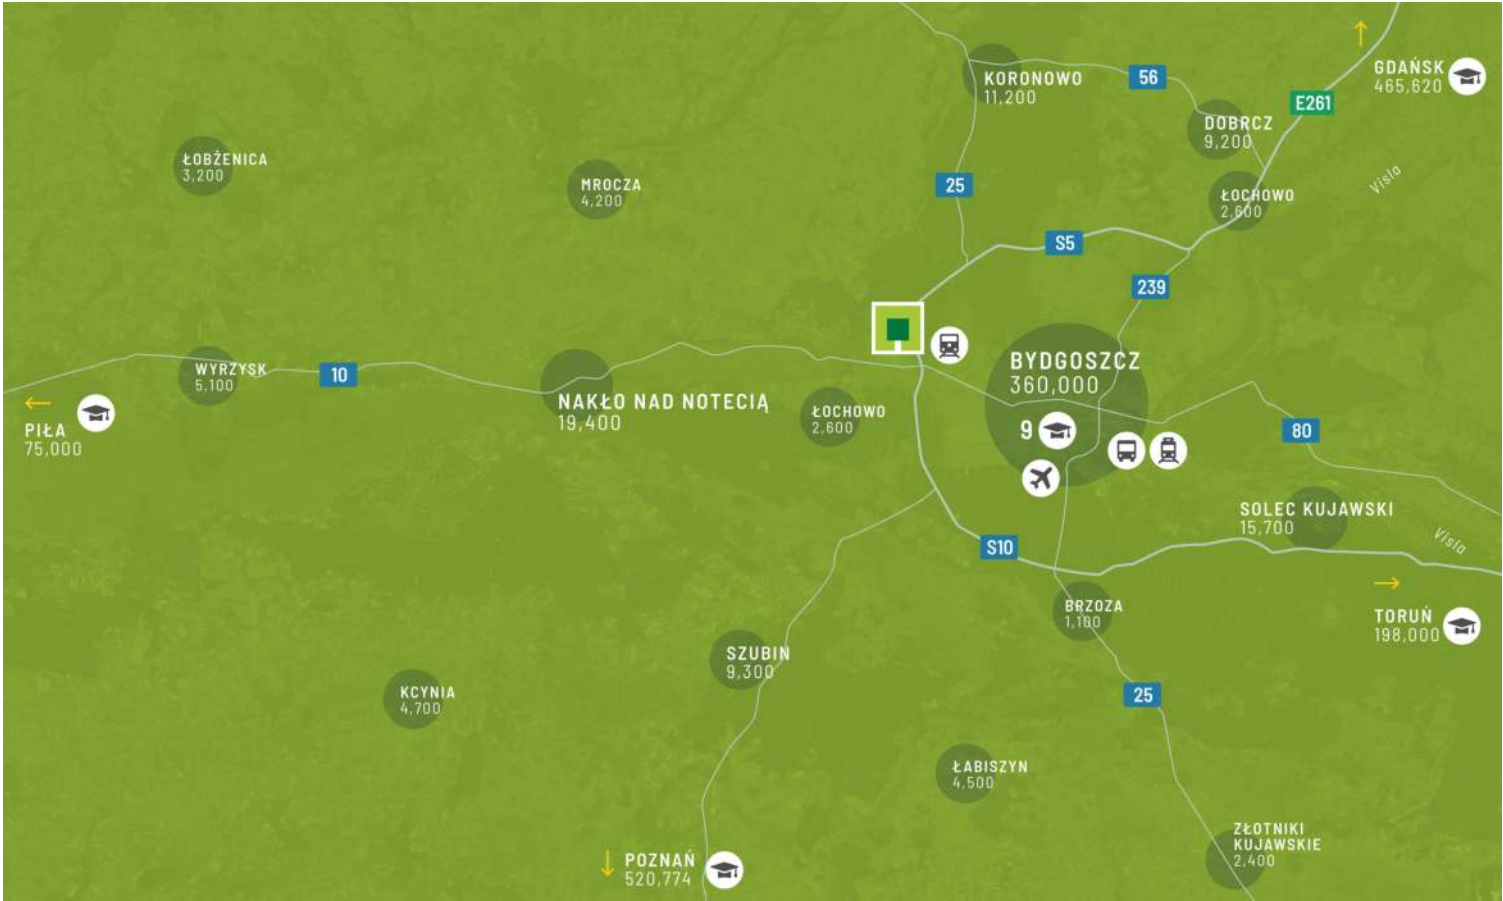 GDAŃSK
465,620
KORONOWO
11,200
56
E261
DOBRCZ
9,200
ŁOBŻENICA
3,200
MROCZA
4,200
25
Visla
ŁOCHOWO
2,600
S5
239
WYRZYSK
5,100
10
BYDGOSZCZ
360,000
NAKŁO NAD NOTECIĄ
19,400
ŁOCHOWO
2,600
PIŁA
75,000
9
80
SOLEC KUJAWSKI
15,700
Visla
S10
BRZOZA
1,100
TORUŃ
198,000
SZUBIN
9,300
KCYNIA
4,700
25
ŁABISZYN
4,500
ZŁOTNIKI
KUJAWSKIE
2,400
POZNAŃ
520,774